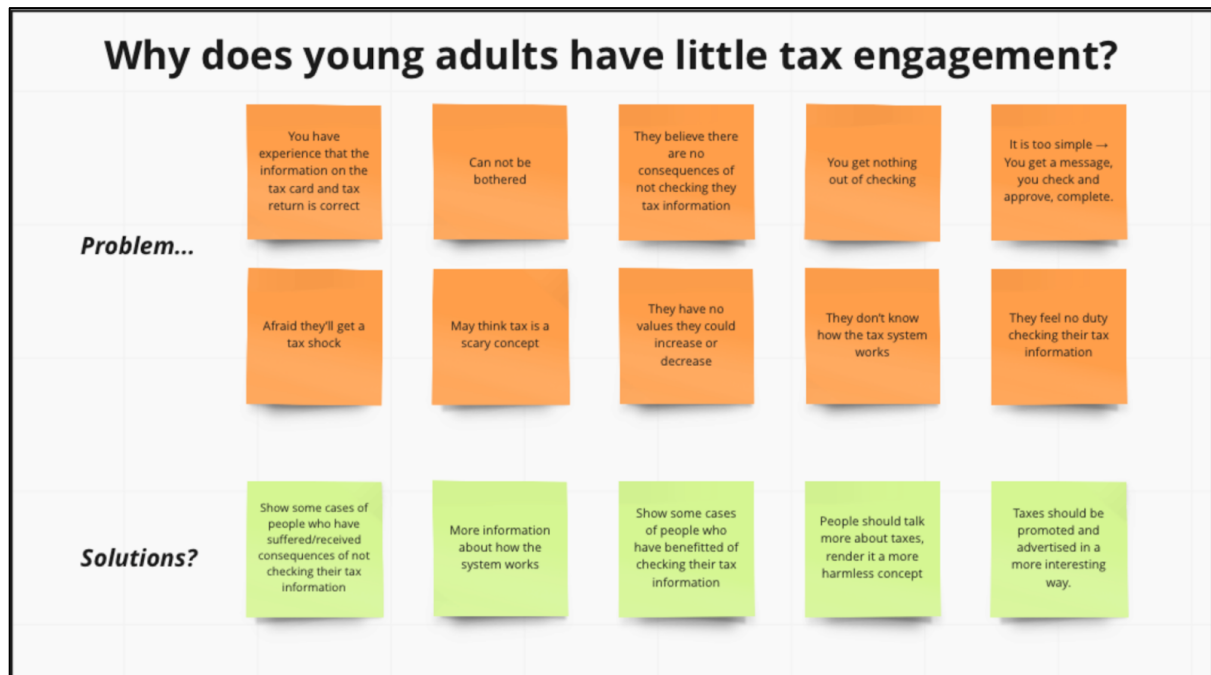 Why does young adults have little tax engagement?
You have
experience that the
information on the
tax card and tax
return is correct
Can not be
bothered
They believe there
are no
consequences of
not checking they
tax information
You get nothing
out of checking
It is too simple →
You get a message,
you check and
approve, complete.
Problem...
Afraid they'll get a
tax shock
May think tax is a
scary concept
They have no
values they could
increase or
decrease
They don't know
how the tax system
works
They feel no duty
checking their tax
information
Solutions?
Show some cases of
people who have
suffered/received
consequences of not
checking their tax
information
More information
about how the
system works
Show some cases
of people who
have benefitted of
checking their tax
information
People should talk
more about taxes,
render it a more
harmless concept
Taxes should be
promoted and
advertised in a
more interesting
way.